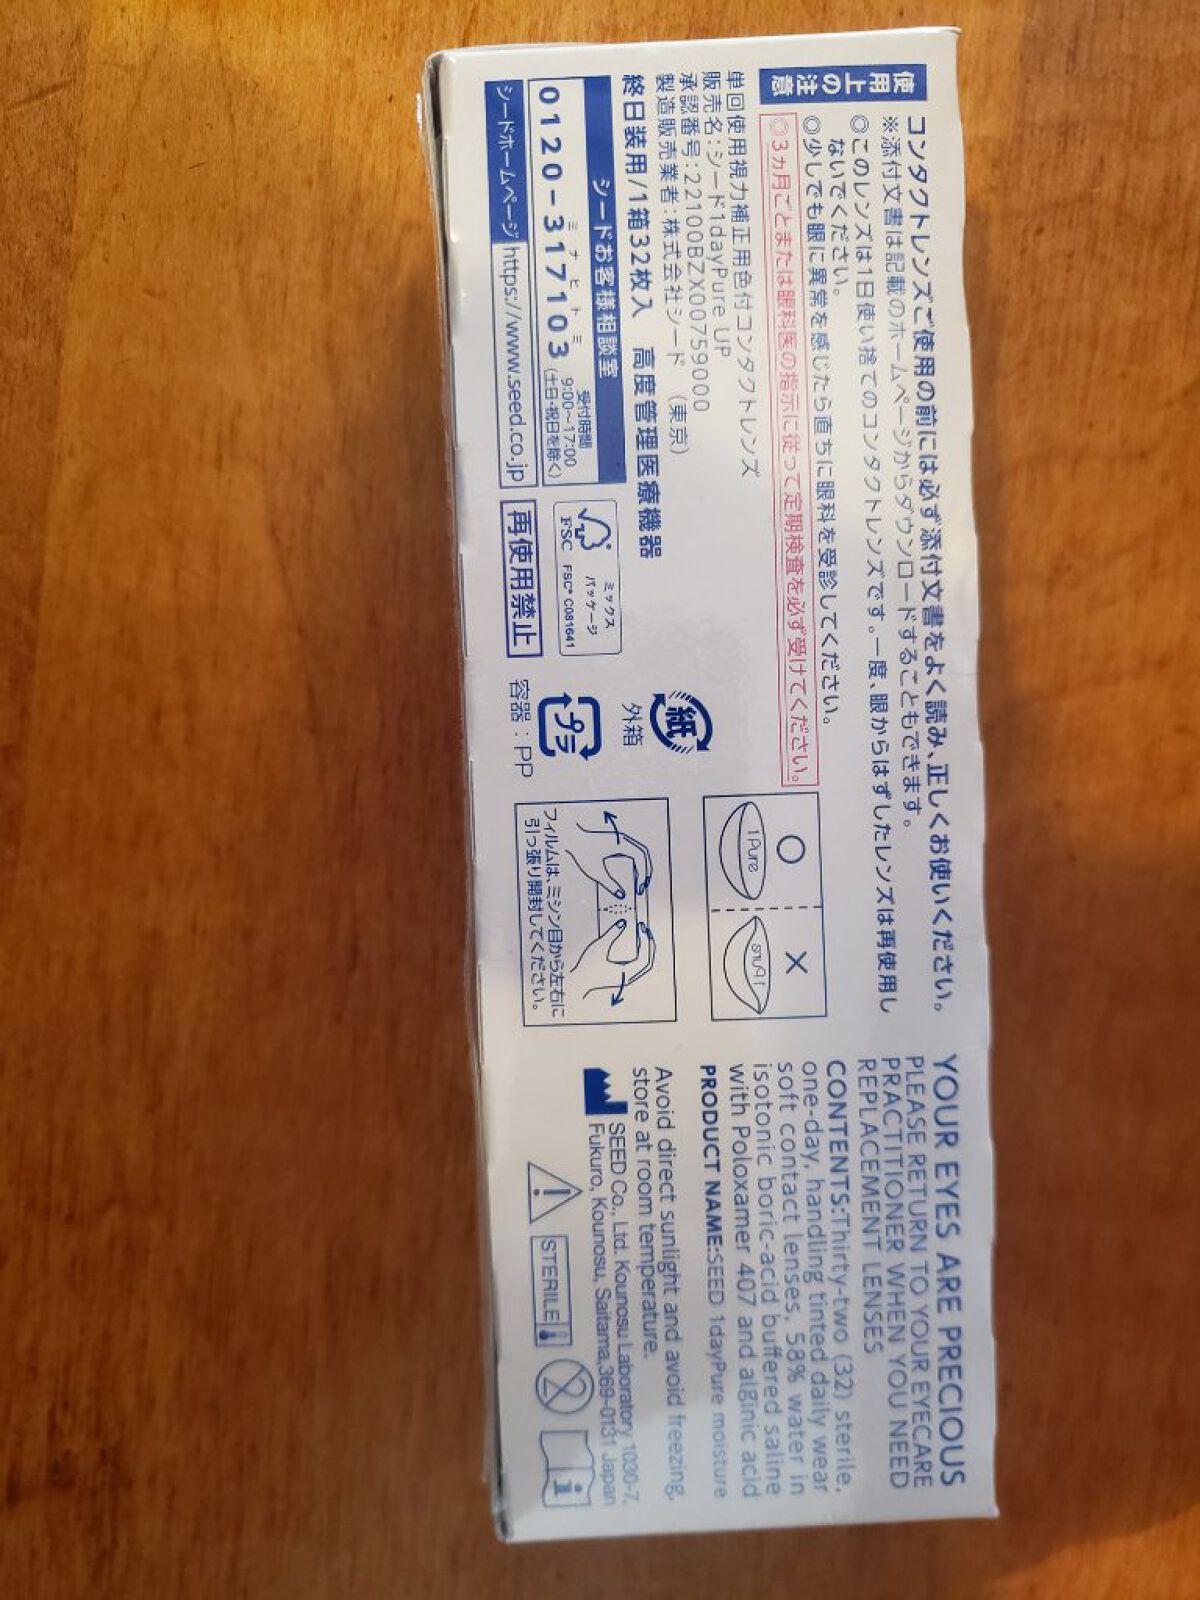 使用上の注意
コンタクトレンズご使用の前には必ず添付文書をよく読み、正しくお使いください。
※添付文書は記載のホームページからダウンロードすることもできます。
◎このレンズは1日使い捨てのコンタクトレンズです。一度、眼からはずしたレンズは再使用し
ないでください。
◎少しでも眼に異常を感じたら直ちに眼科を受診してください。
◎3ヵ月ごとまたは眼科医の指示に従って定期検査を必ず受けてください。
単回使用視力補正用色付コンタクトレンズ
販売名:シード1dayPure UP
承認番号:22100BZX00759000
製造販売業者:株式会社シード (東京)
終日装用/1箱32枚入 高度管理医療機器
シードお客様相談室
0120-317103
ミナヒトミ
受付時間
9:00~17:00
(土日・祝日を除く)
シードホームページ https://www.seed.co.jp
ミックス
パッケージ
FSC FSC® C081641
再使用禁止
紙
外箱
プラ
容器:PP
○ ×
1Pure
1Pure
フィルムは、ミシン目から左右に
引っ張り開封してください。
YOUR EYES ARE PRECIOUS
PLEASE RETURN TO YOUR EYECARE
PRACTITIONER WHEN YOU NEED
REPLACEMENT LENSES
CONTENTS:Thirty-two (32) sterile,
one-day, handling tinted daily wear
soft contact lenses, 58% water in
isotonic boric-acid buffered saline
with Poloxamer 407 and alginic acid
PRODUCT NAME:SEED 1dayPure moisture
Avoid direct sunlight and avoid freezing,
store at room temperature.
SEED Co., Ltd. Kounosu Laboratory 1030-7,
Fukuro, Kounosu, Saitama,369-0131 Japan
STERILE
2
i